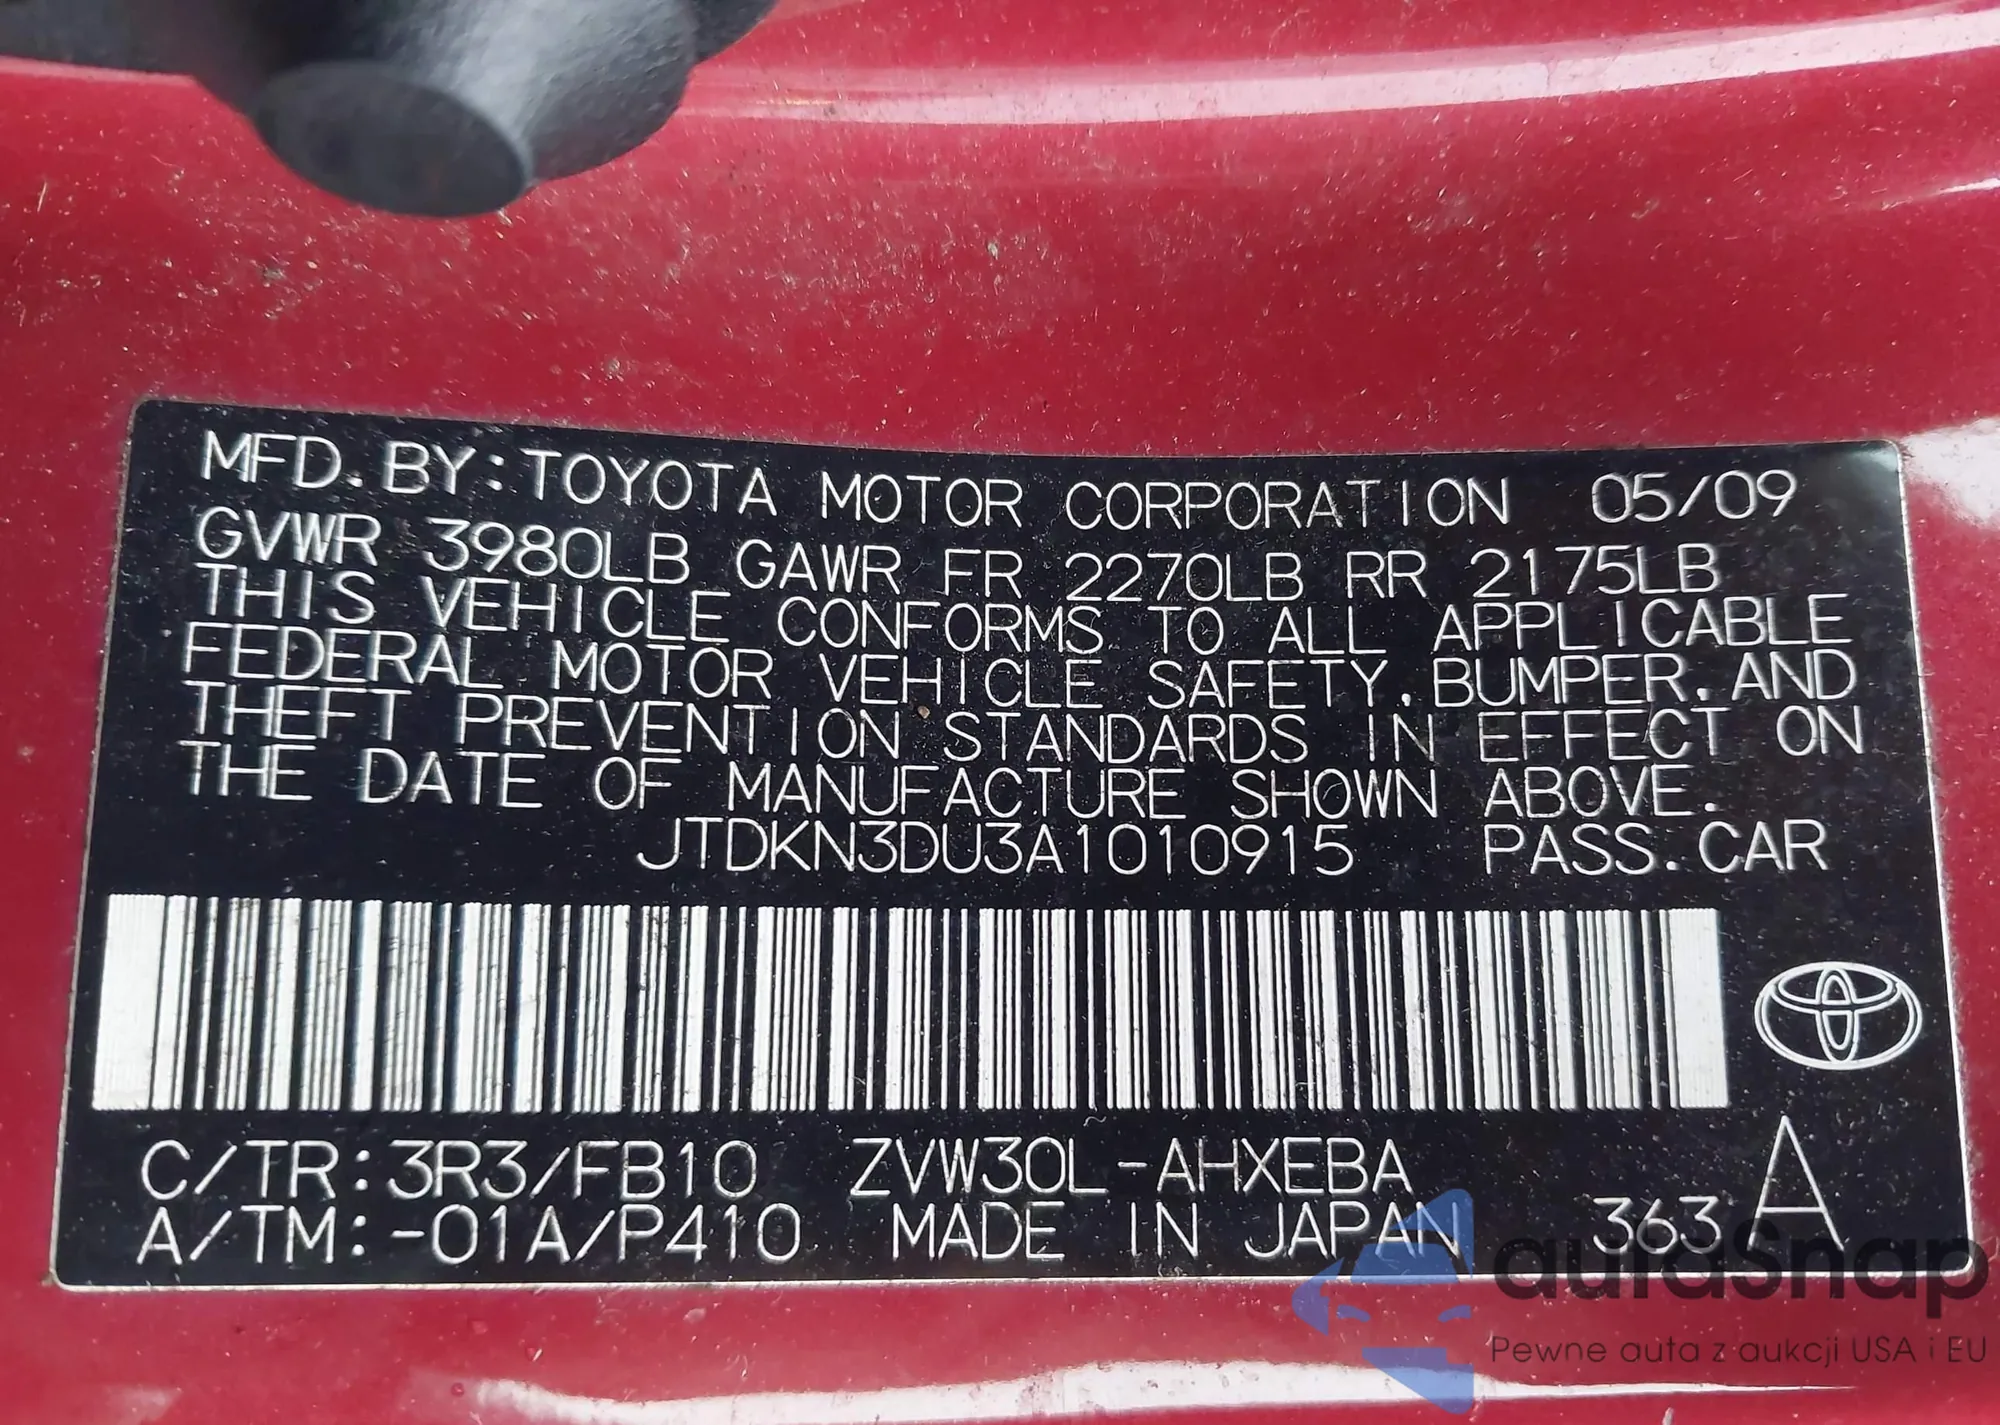 MFD. BY: TOYOTA MOTOR CORPORATION 05/09
GVWR 3980LB GAWR FR 2270LB RR 2175LB
THIS VEHICLE CONFORMS TO ALL APPLICABLE
FEDERAL MOTOR VEHICLE SAFETY, BUMPER, AND
THEFT PREVENTION STANDARDS IN EFFECT ON
THE DATE OF MANUFACTURE SHOWN ABOVE.
JTDKN3DU3A1010915 PASS. CAR
C/TR: 3R3/FB10 ZVW30L-AHXEBA
A/TM: -01A/P410 MADE IN JAPAN 363 A
autaSnap
Pewne auta z aukcji USA i EU